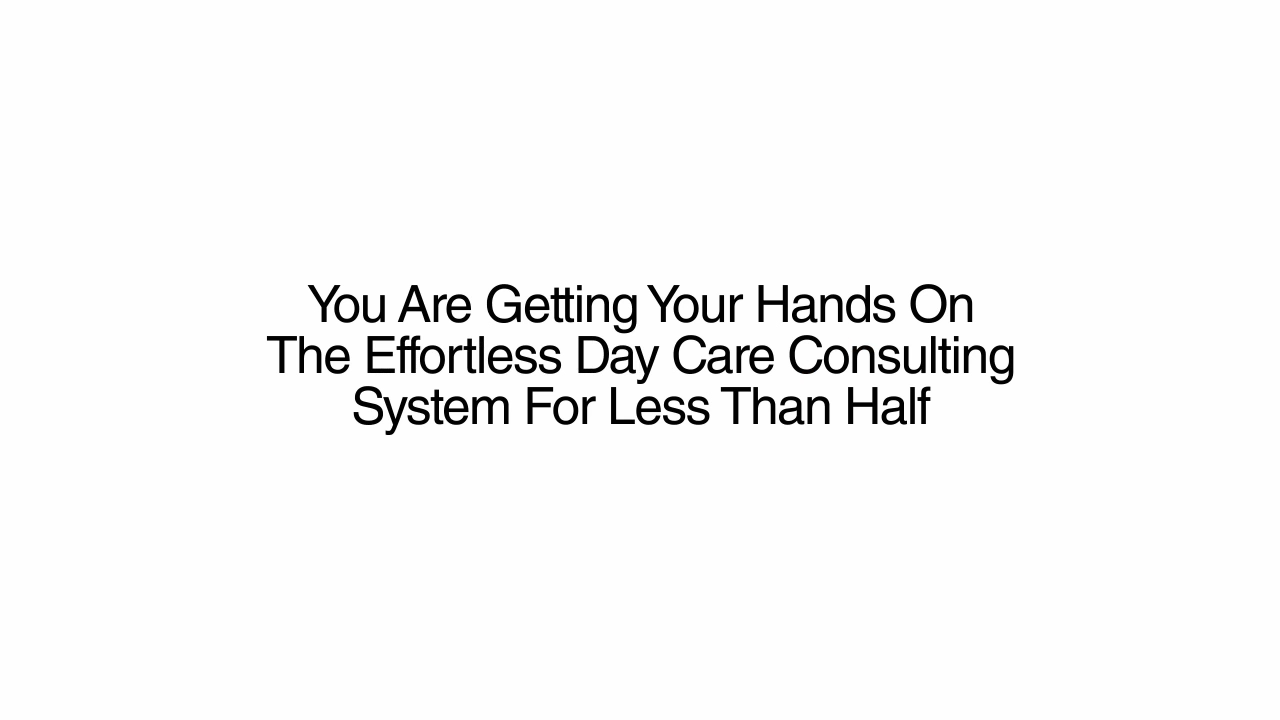 You Are Getting Your Hands On
The Effortless Day Care Consulting
System For Less Than Half